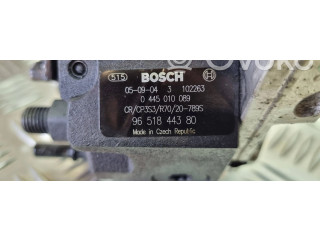 515 BOSCH
05-09-04 3 102263
0 445 010 089
CR/CP3S3/R70/20-789S
96 518 443 80
Made in Czech Republic